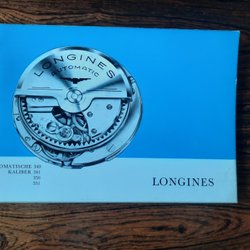 LONGINES
AUTOMATIC
OMATISCHE 340
KALIBER 341
350
351
LONGINES